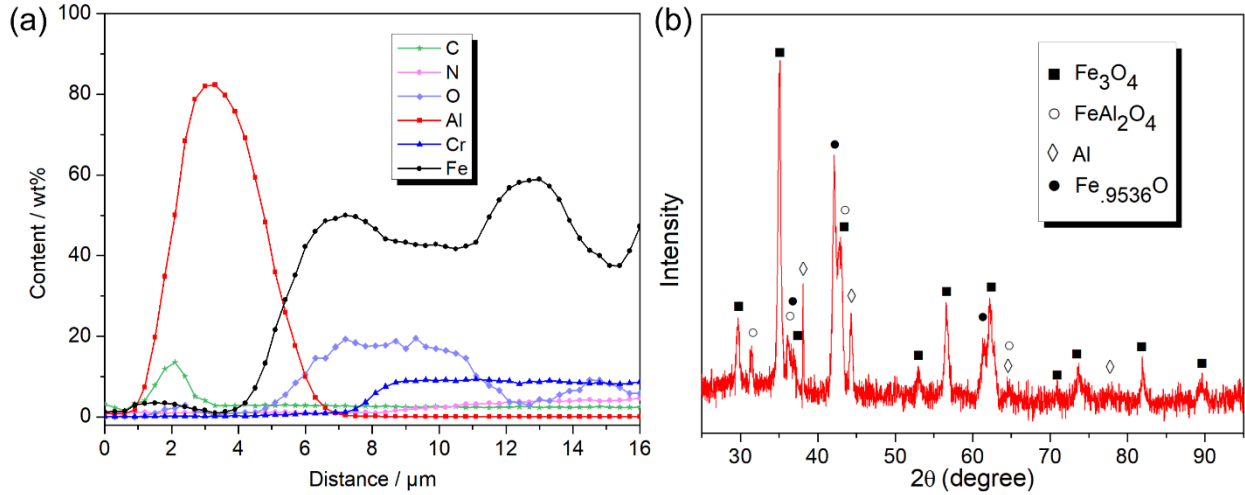 (a)
100
80
60
40
20
0
Content / wt%
0 2 4 6 8 10 12 14 16
Distance / μm
C
N
O
Al
Cr
Fe
(b)
Intensity
Fe3O4
FeAl2O4
Al
Fe.9536O
30 40 50 60 70 80 90
2θ (degree)